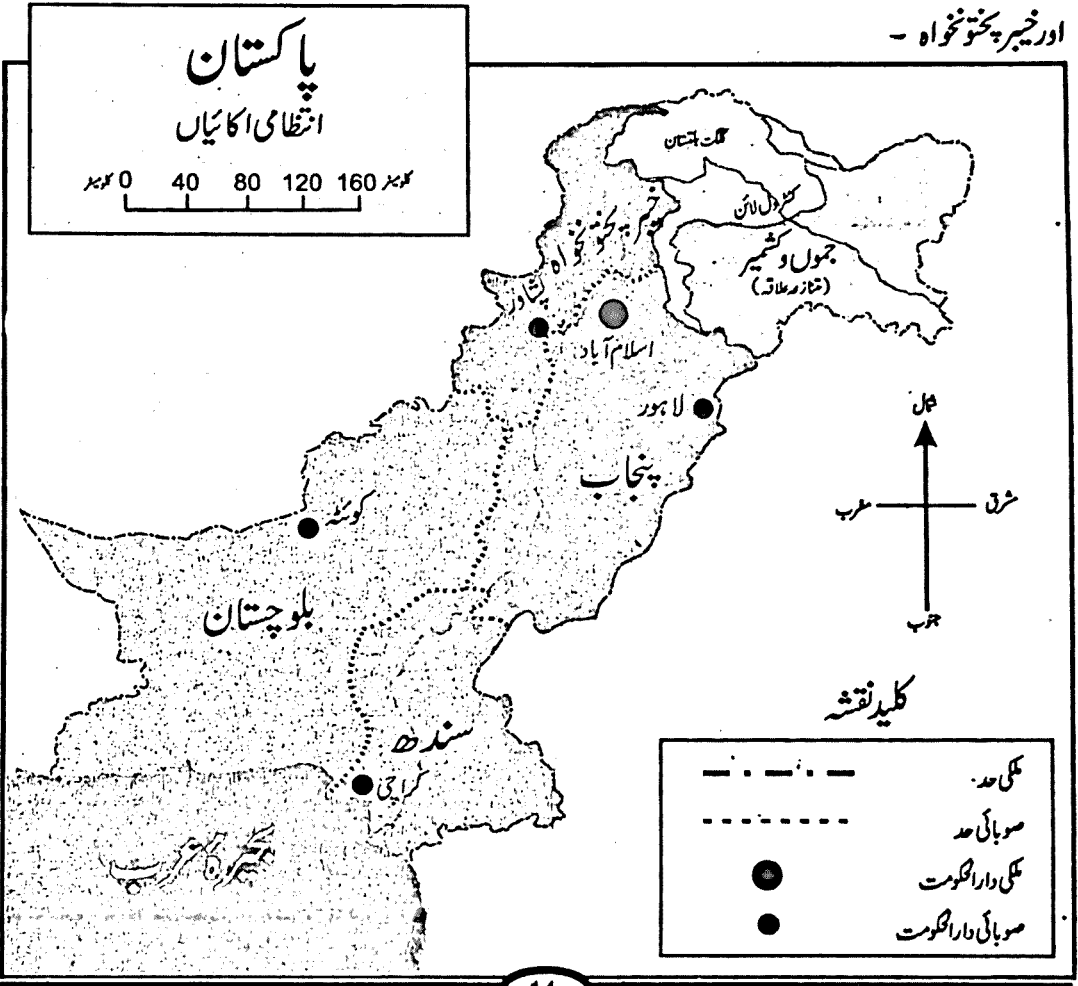 اور خیبر پختونخواہ ۔
پاکستان
انتظامی اکائیاں
کلومیٹر 0 40 80 120 160 کلومیٹر
گلگت بلتستان
کنٹرول لائن
جموں و کشمیر
(متنازعہ علاقہ)
خیبر پختونخواہ
پشاور
اسلام آباد
لاہور
پنجاب
کوئٹہ
بلوچستان
سندھ
کراچی
بحیرہ عرب
شمال
مغرب
مشرق
جنوب
کلید نقشہ
ملکی حد
صوبائی حد
ملکی دارالحکومت
صوبائی دارالحکومت